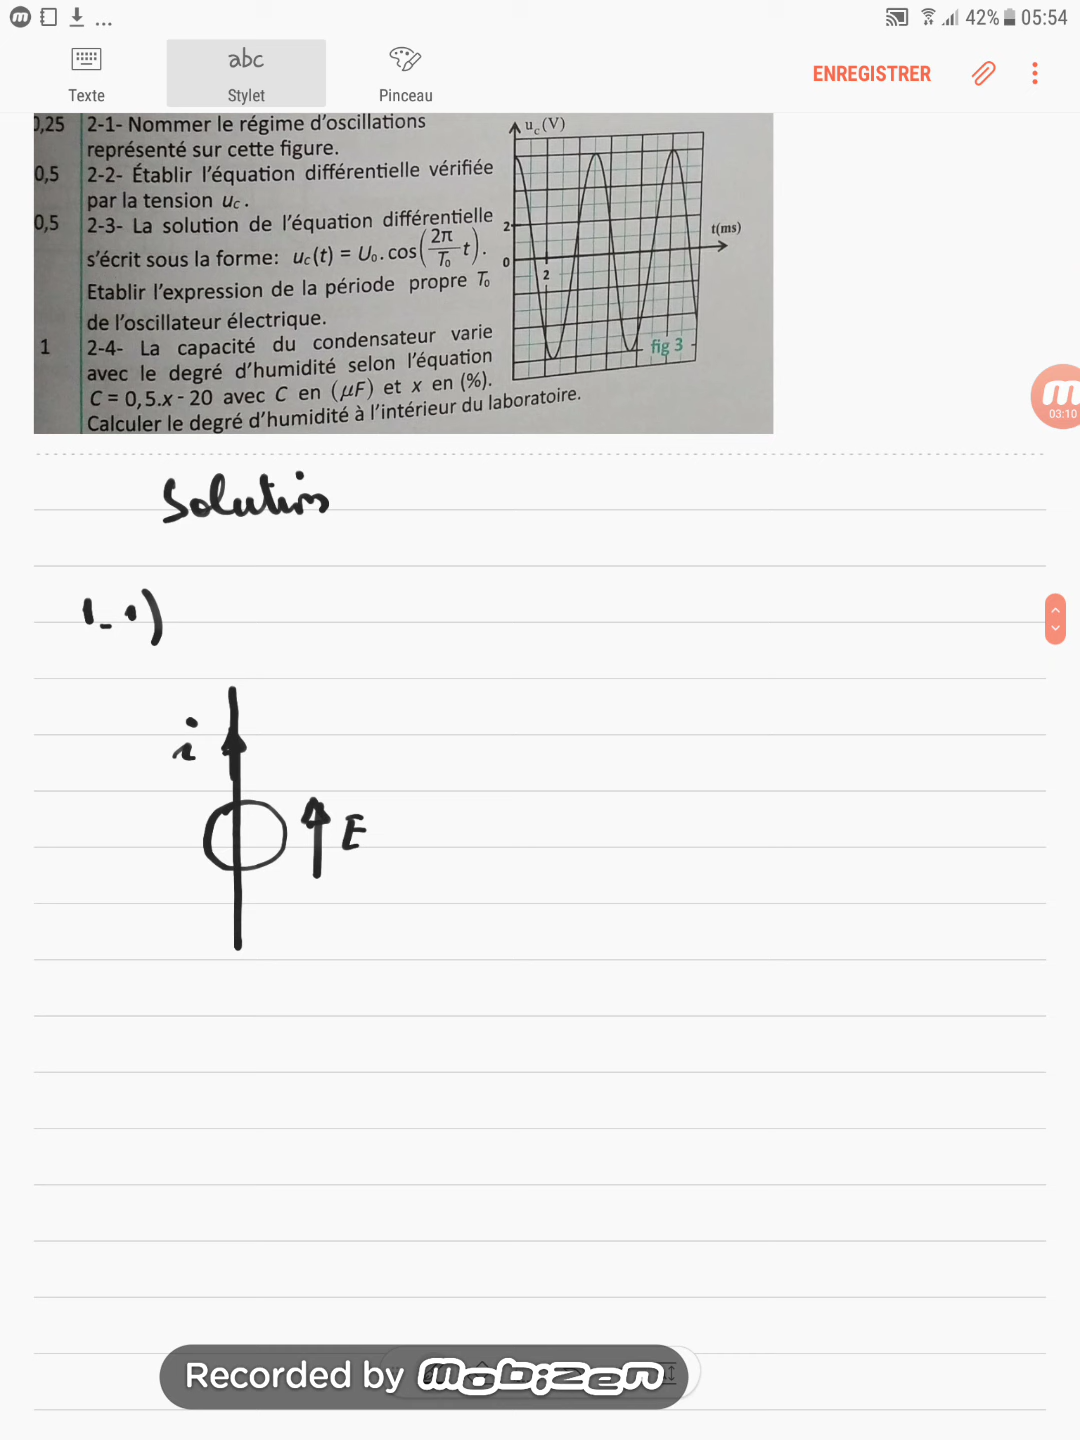 ... 42% 05:54
abc
Texte Stylet Pinceau
ENREGISTRER
0,25 2-1- Nommer le régime d'oscillations
représenté sur cette figure.
0,5 2-2- Établir l'équation différentielle vérifiée
par la tension uc.
0,5 2-3- La solution de l'équation différentielle
s'écrit sous la forme: uc(t) = U₀.cos(2π/T₀ t).
Etablir l'expression de la période propre T₀
de l'oscillateur électrique.
1 2-4- La capacité du condensateur varie
avec le degré d'humidité selon l'équation
C = 0,5.x - 20 avec C en (μF) et x en (%).
Calculer le degré d'humidité à l'intérieur du laboratoire.
uc(V)
2
0
2
t(ms)
fig 3
m
03:10
Solution
1-1)
i
E
Recorded by mobizen